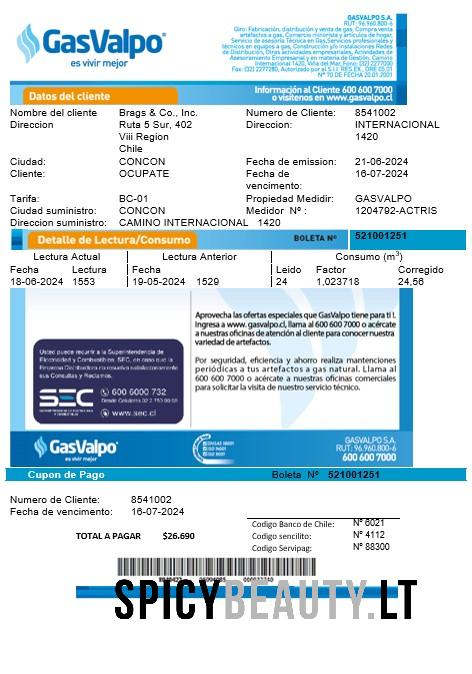 GasValpo
es vivir mejor
GASVALPO S.A.
RUT: 96.960.800-6
Giro: Fabricación, distribución y venta de gas. Compra venta
artefactos a gas, Comercio minorista y artículos de hogar,
Servicio de asesoría Técnica en Gas, Servicios profesionales y
técnicos en equipos a gas, Construcción y/o instalaciones Redes
de Distribución, Otras actividades empresariales, Actividades de
Asesoramiento Empresarial y en materia de Gestión, Camino
Internacional 1420, Viña del Mar, Fono: (32) 2277000
Fax: (32) 2277280, Autorizado por el S.I.I. RES.EX., ORE 05.01
N° 70 DE FECHA 20.01.2001
Información al Cliente 600 600 7000
o visítenos en www.gasvalpo.cl
Datos del cliente
Nombre del cliente Brags & Co., Inc. Numero de Cliente: 8541002
Direccion Ruta 5 Sur, 402 Direccion: INTERNACIONAL
Viii Region 1420
Chile
Ciudad: CONCON Fecha de emission: 21-06-2024
Cliente: OCUPATE Fecha de 16-07-2024
vencimento:
Tarifa: BC-01 Propiedad Medidir: GASVALPO
Ciudad suministro: CONCON Medidor Nº : 1204792-ACTRIS
Direccion suministro: CAMINO INTERNACIONAL 1420
Detalle de Lectura/Consumo BOLETA Nº 521001251
Lectura Actual Lectura Anterior Consumo (m3)
Fecha Lectura Fecha Leido Factor Corregido
18-06-2024 1553 19-05-2024 1529 24 1,023718 24,56
Aprovecha las ofertas especiales que GasValpo tiene para ti !.
Ingresa a www. gasvalpo.cl, llama al 600 600 7000 o acércate
a nuestras oficinas de atención al cliente para conocer nuestra
variedad de artefactos.
Por seguridad, eficiencia y ahorro realiza mantenciones
periódicas a tus artefactos a gas natural. Llama al
600 600 7000 o acércate a nuestras oficinas comerciales
para solicitar la visita de nuestro servicio técnico.
Usted puede recurrir a la Superintendencia de
Electricidad y Combustibles. SEC, en caso que la
Empresa Distribuidora no resuelva satisfactoriamente
sus Consultas y Reclamos.
SEC
600 6000 732
www.sec.cl
GasValpo
es vivir mejor
GASVALPO S.A.
RUT: 96.960.800-6
600 600 7000
Cupon de Pago Boleta Nº 521001251
Numero de Cliente: 8541002
Fecha de vencimento: 16-07-2024
TOTAL A PAGAR $26.690
Codigo Banco de Chile: Nº 6021
Codigo sencilito: Nº 4112
Codigo Servipag: Nº 88300
SPICYBEAUTY.LT